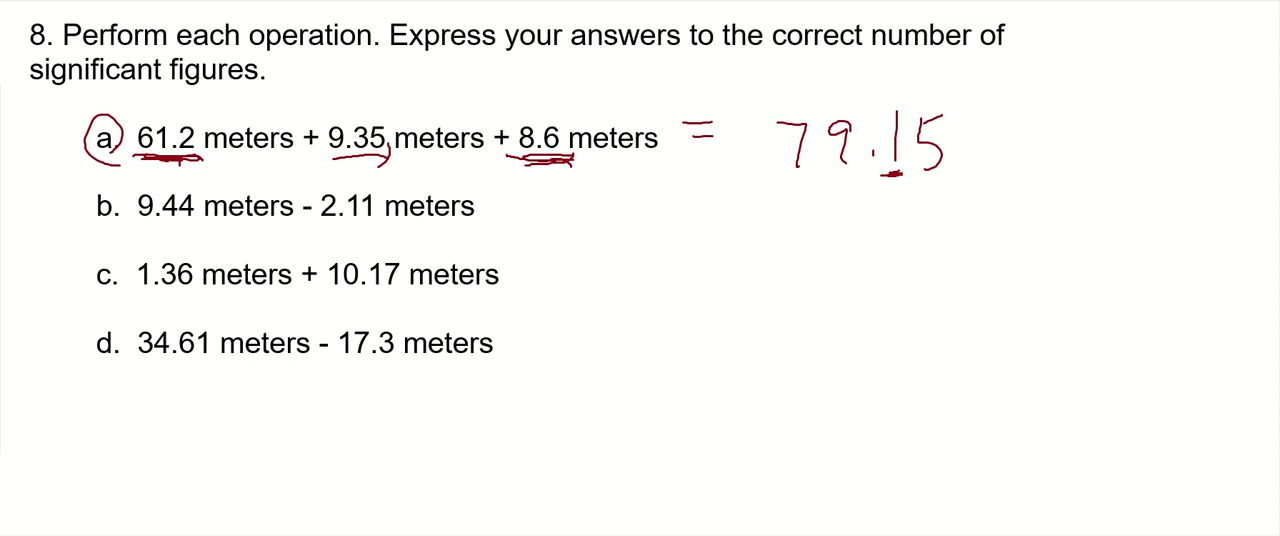 8. Perform each operation. Express your answers to the correct number of
significant figures.
a. 61.2 meters + 9.35 meters + 8.6 meters = 79.15
b. 9.44 meters - 2.11 meters
c. 1.36 meters + 10.17 meters
d. 34.61 meters - 17.3 meters